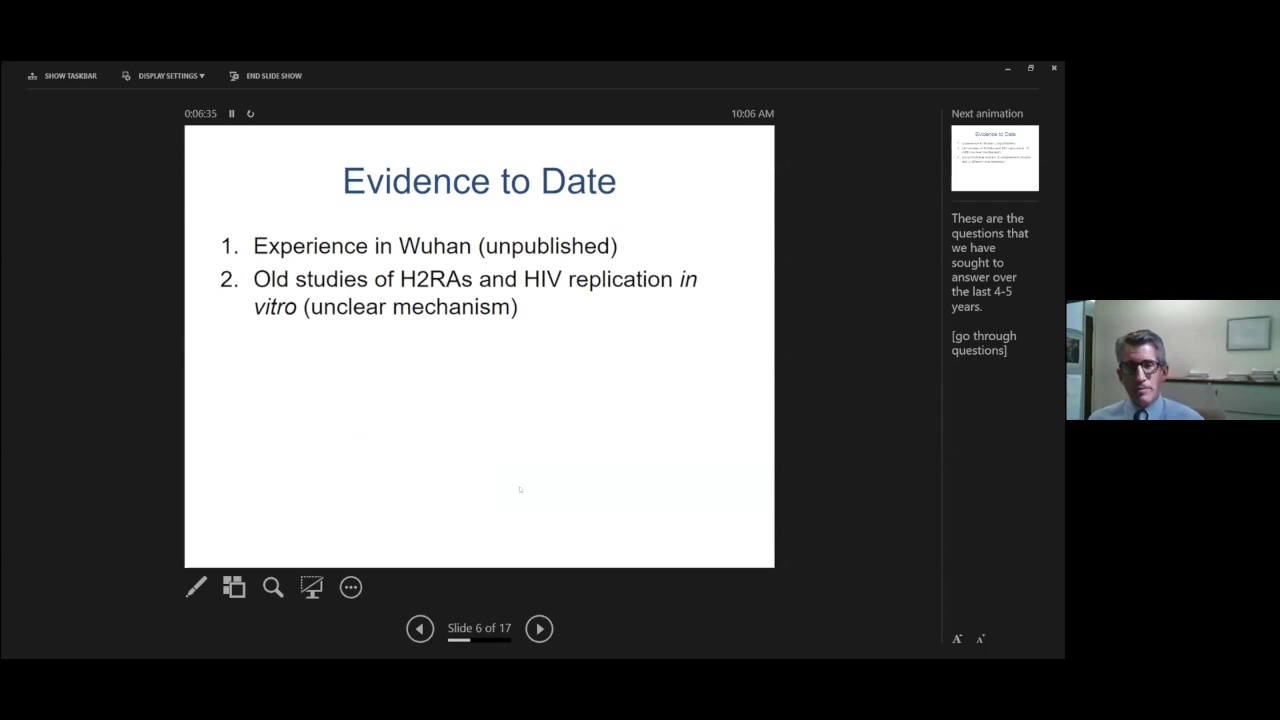 SHOW TASKBAR
DISPLAY SETTINGS ▼
END SLIDE SHOW
0:06:35
10:06 AM
Evidence to Date
1. Experience in Wuhan (unpublished)
2. Old studies of H2RAs and HIV replication in
vitro (unclear mechanism)
Next animation
Evidence to Date
These are the
questions that
we have
sought to
answer over
the last 4-5
years.
[go through
questions]
Slide 6 of 17
A
A